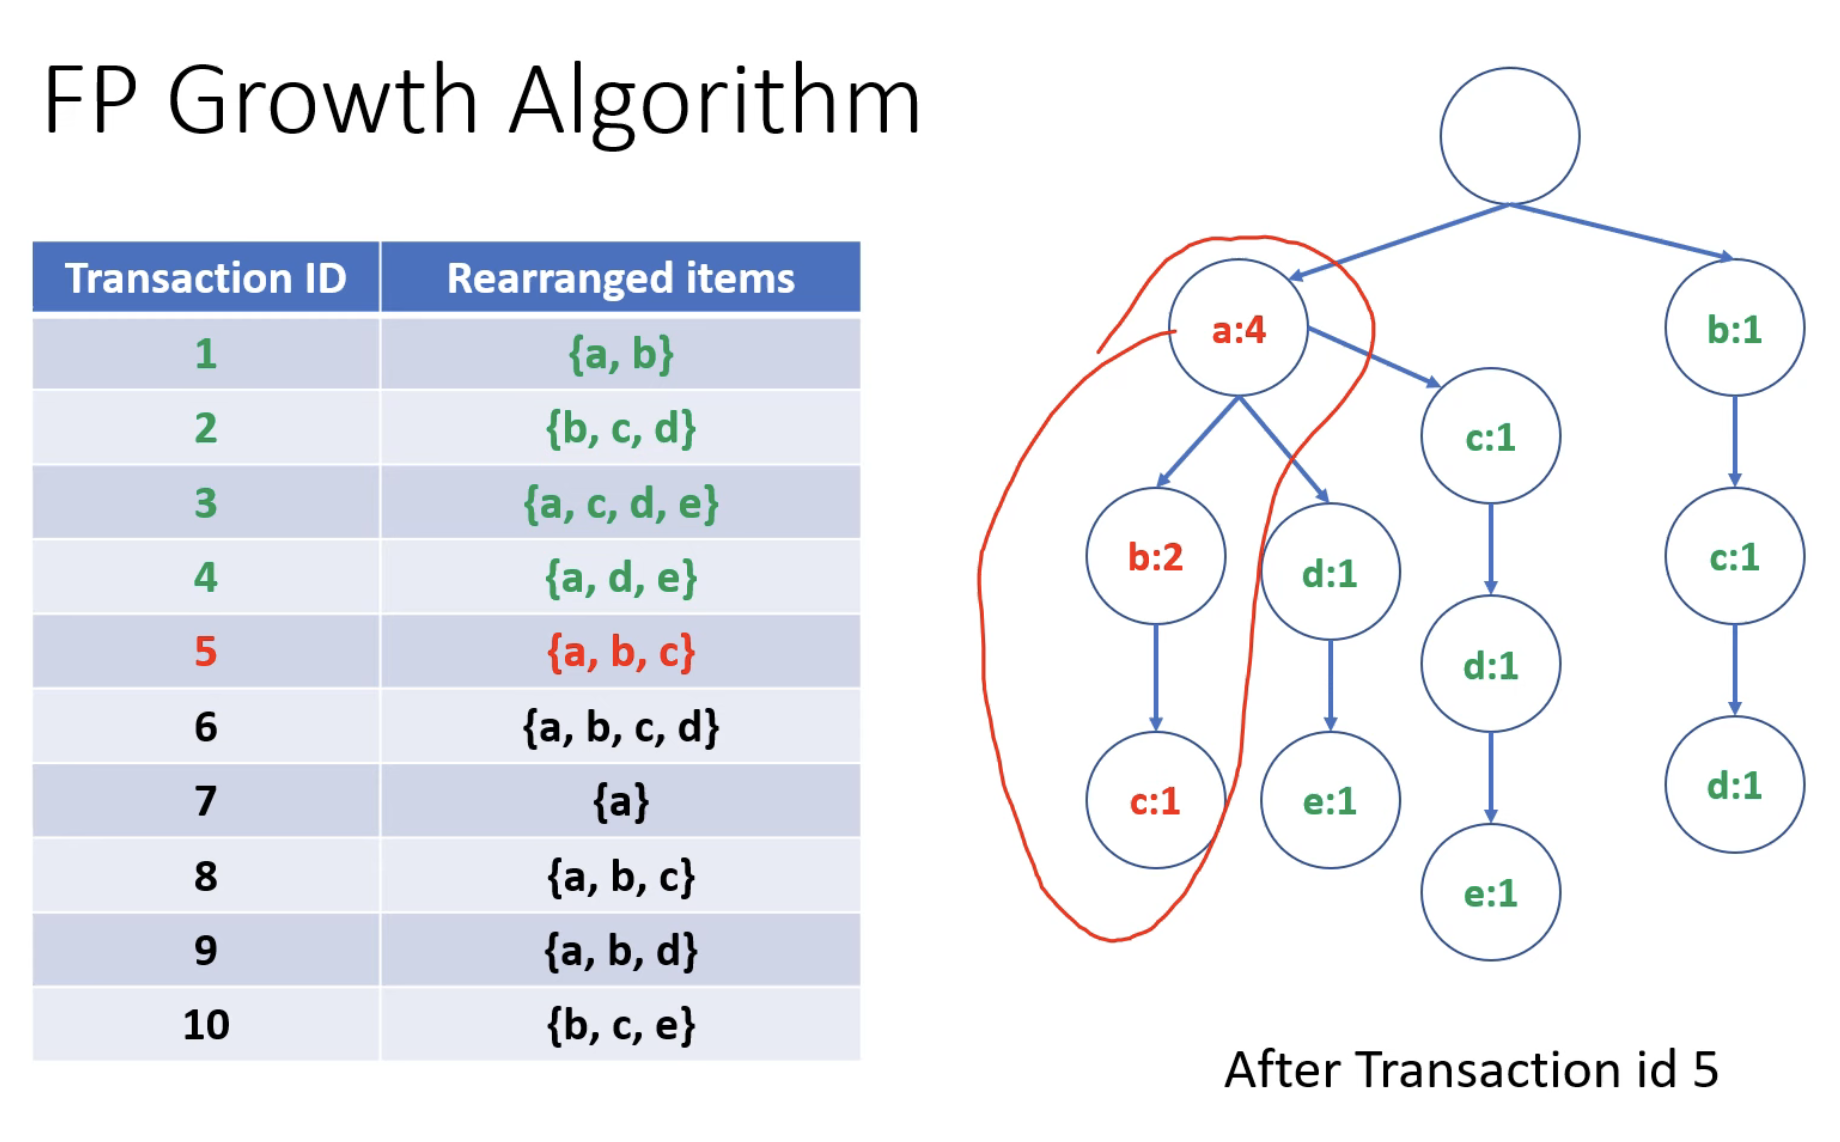 FP Growth Algorithm
Transaction ID Rearranged items
1 {a, b}
2 {b, c, d}
3 {a, c, d, e}
4 {a, d, e}
5 {a, b, c}
6 {a, b, c, d}
7 {a}
8 {a, b, c}
9 {a, b, d}
10 {b, c, e}
a:4
b:1
c:1
b:2
d:1
c:1
d:1
c:1
e:1
d:1
e:1
After Transaction id 5